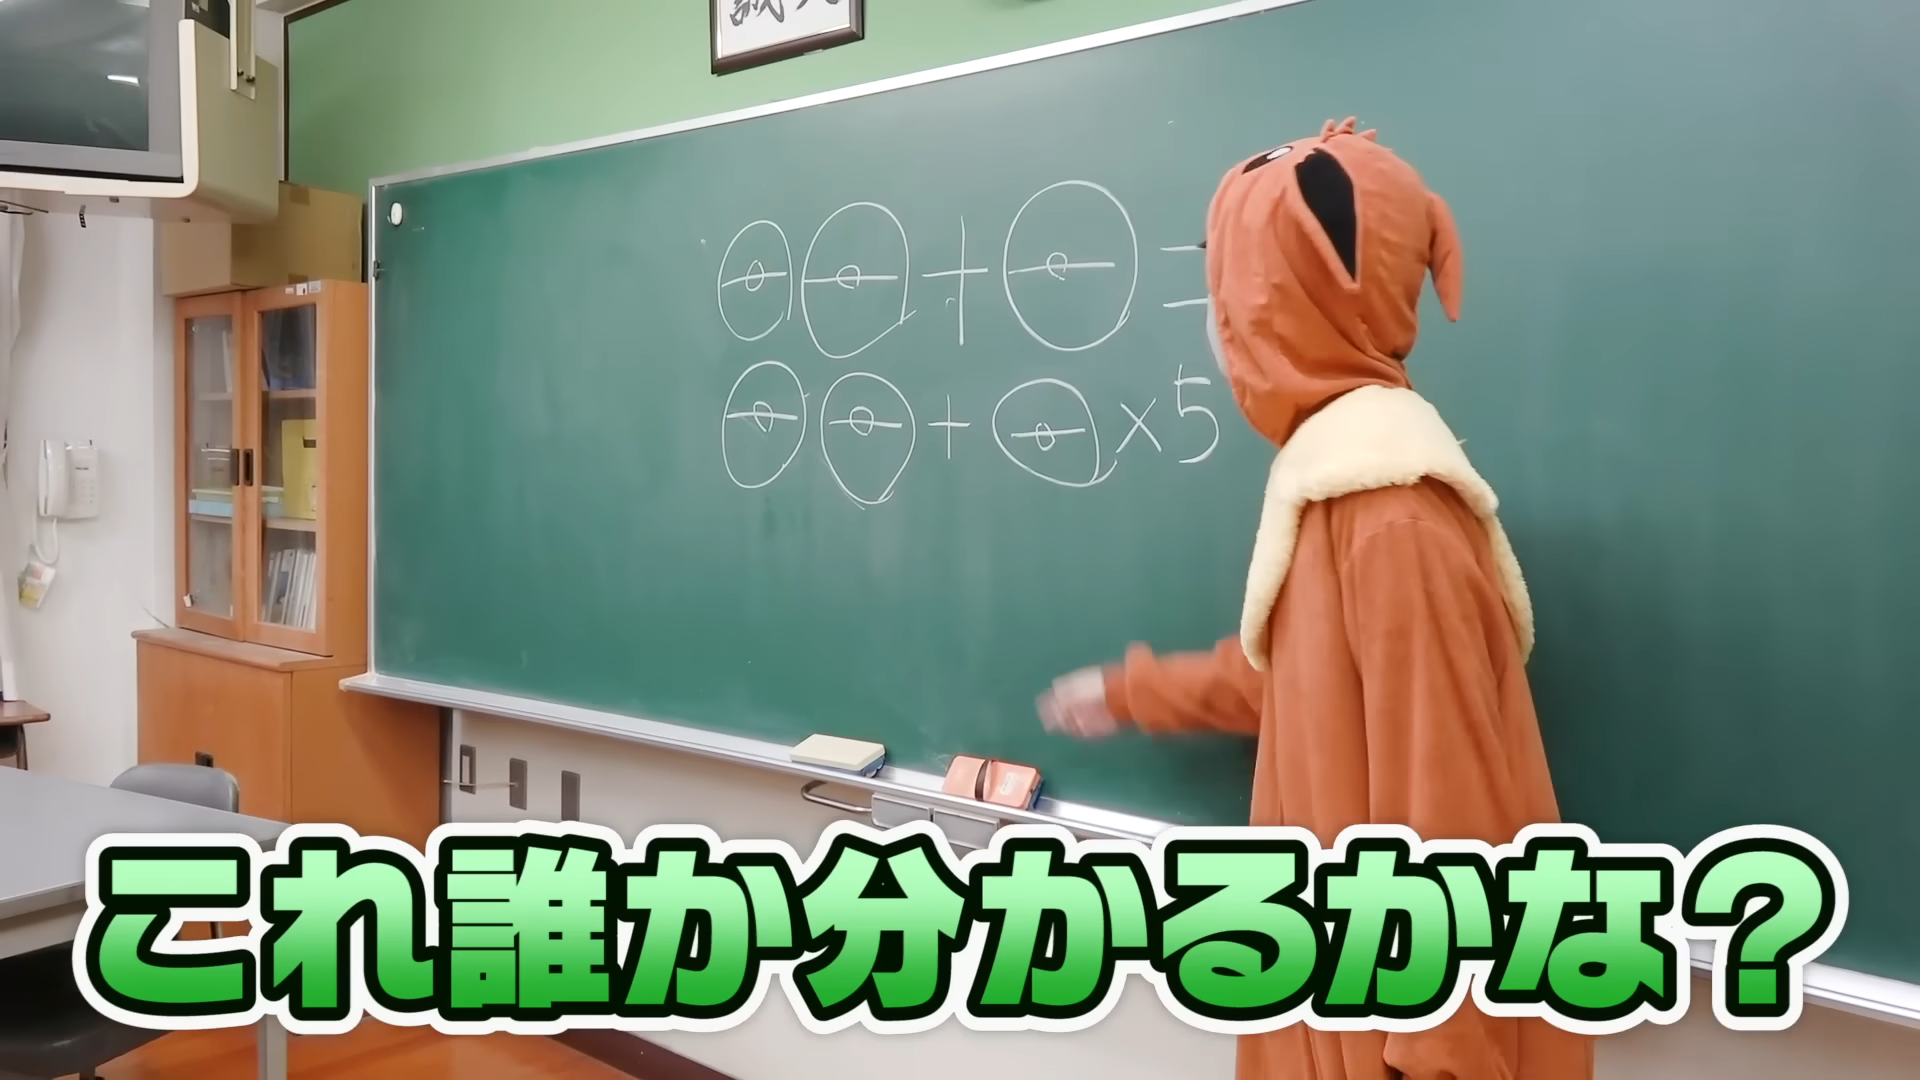 + =
+ ×5
これ誰か分かるかな？